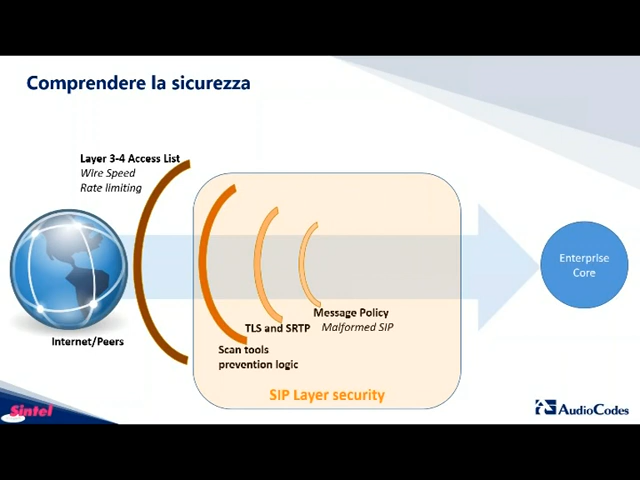 Comprendere la sicurezza
Layer 3-4 Access List
Wire Speed
Rate limiting
Enterprise
Core
Message Policy
Malformed SIP
TLS and SRTP
Internet/Peers
Scan tools
prevention logic
SIP Layer security
Sintel
AudioCodes